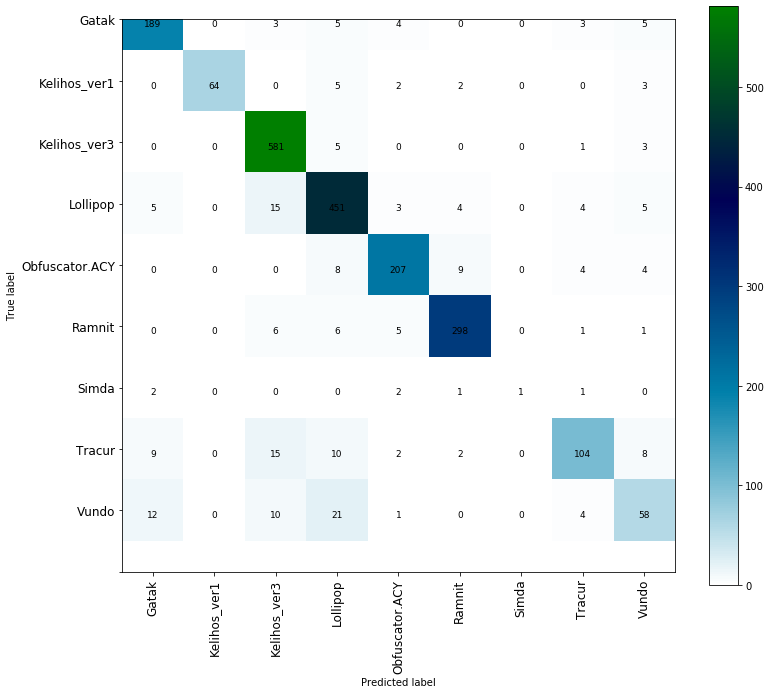 Gatak 189 0 3 5 4 0 0 3 5
Kelihos_ver1 0 64 0 5 2 2 0 0 3
Kelihos_ver3 0 0 581 5 0 0 0 1 3
Lollipop 5 0 15 451 3 4 0 4 5
Obfuscator.ACY 0 0 0 8 207 9 0 4 4
Ramnit 0 0 6 6 5 298 0 1 1
Simda 2 0 0 0 2 1 1 1 0
Tracur 9 0 15 10 2 2 0 104 8
Vundo 12 0 10 21 1 0 0 4 58
True label
Gatak
Kelihos_ver1
Kelihos_ver3
Lollipop
Obfuscator.ACY
Ramnit
Simda
Tracur
Vundo
Predicted label
500
400
300
200
100
0